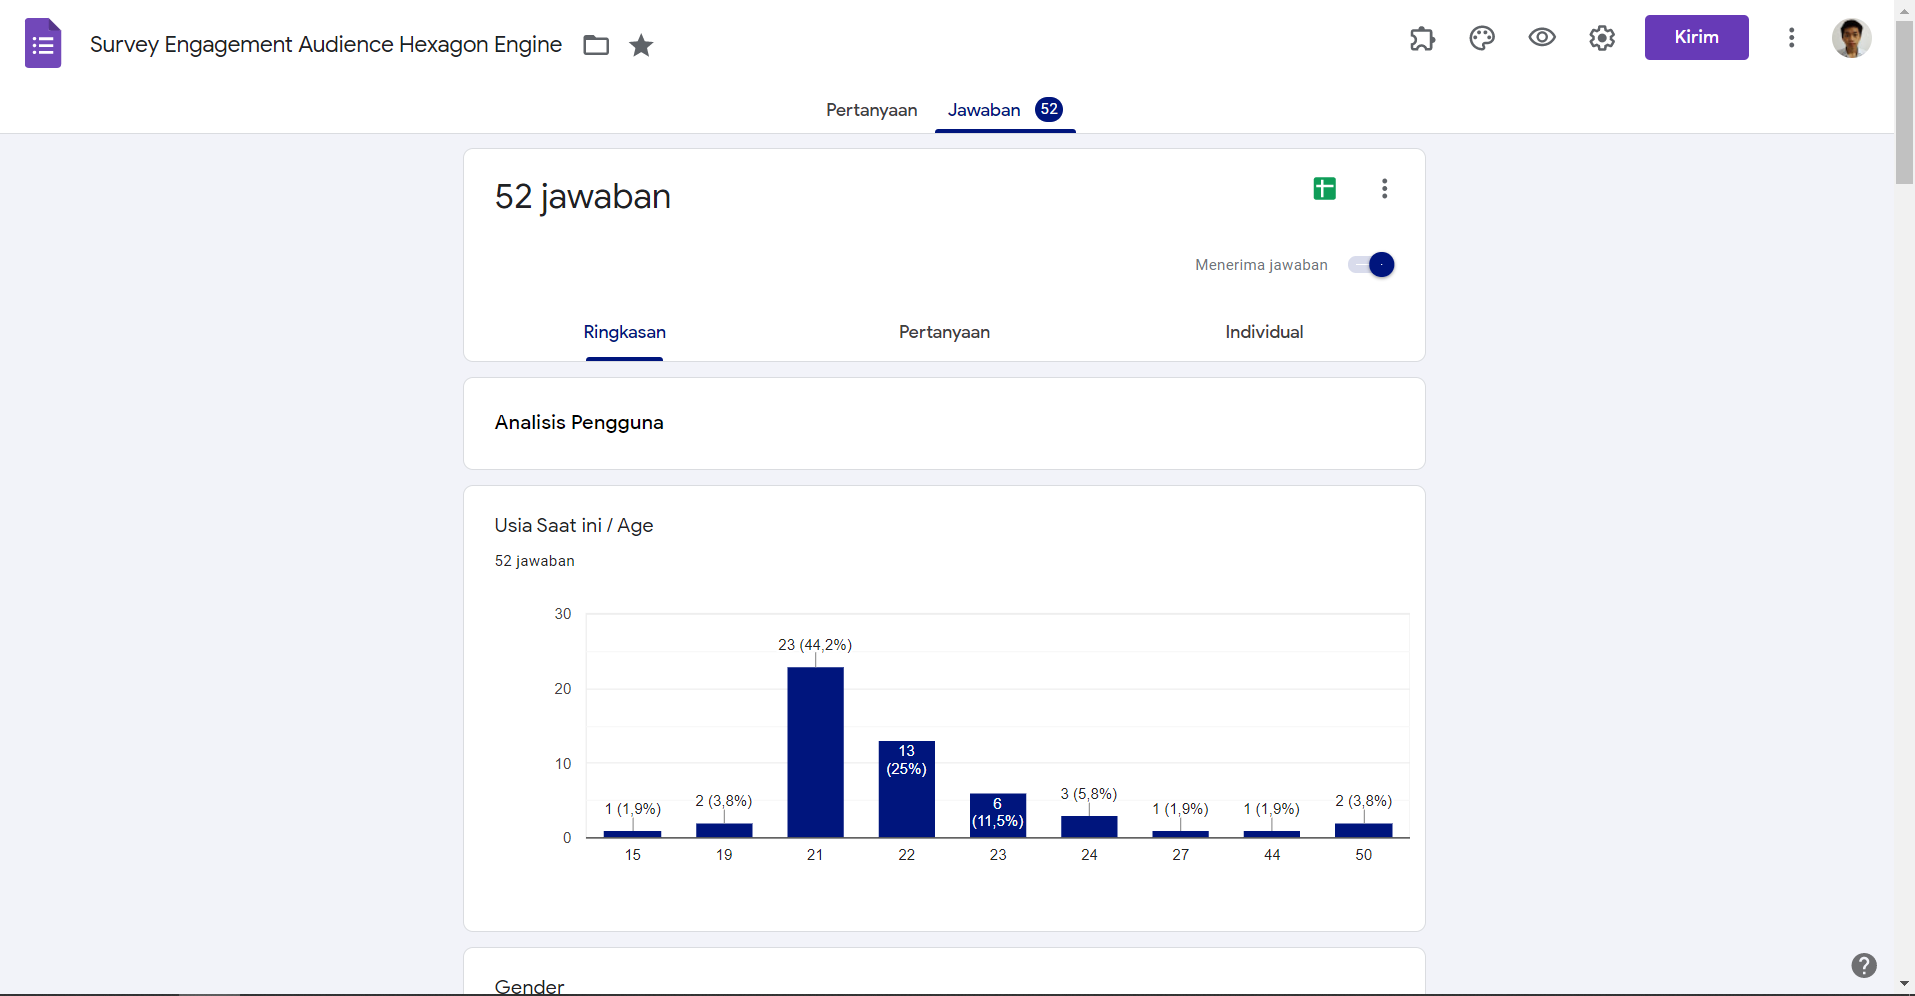 Survey Engagement Audience Hexagon Engine
Kirim
Pertanyaan
Jawaban 52
52 jawaban
Menerima jawaban
Ringkasan
Pertanyaan
Individual
Analisis Pengguna
Usia Saat ini / Age
52 jawaban
30
20
10
0
1 (1,9%)
2 (3,8%)
23 (44,2%)
13
(25%)
6
(11,5%)
3 (5,8%)
1 (1,9%)
1 (1,9%)
2 (3,8%)
15
19
21
22
23
24
27
44
50
Gender